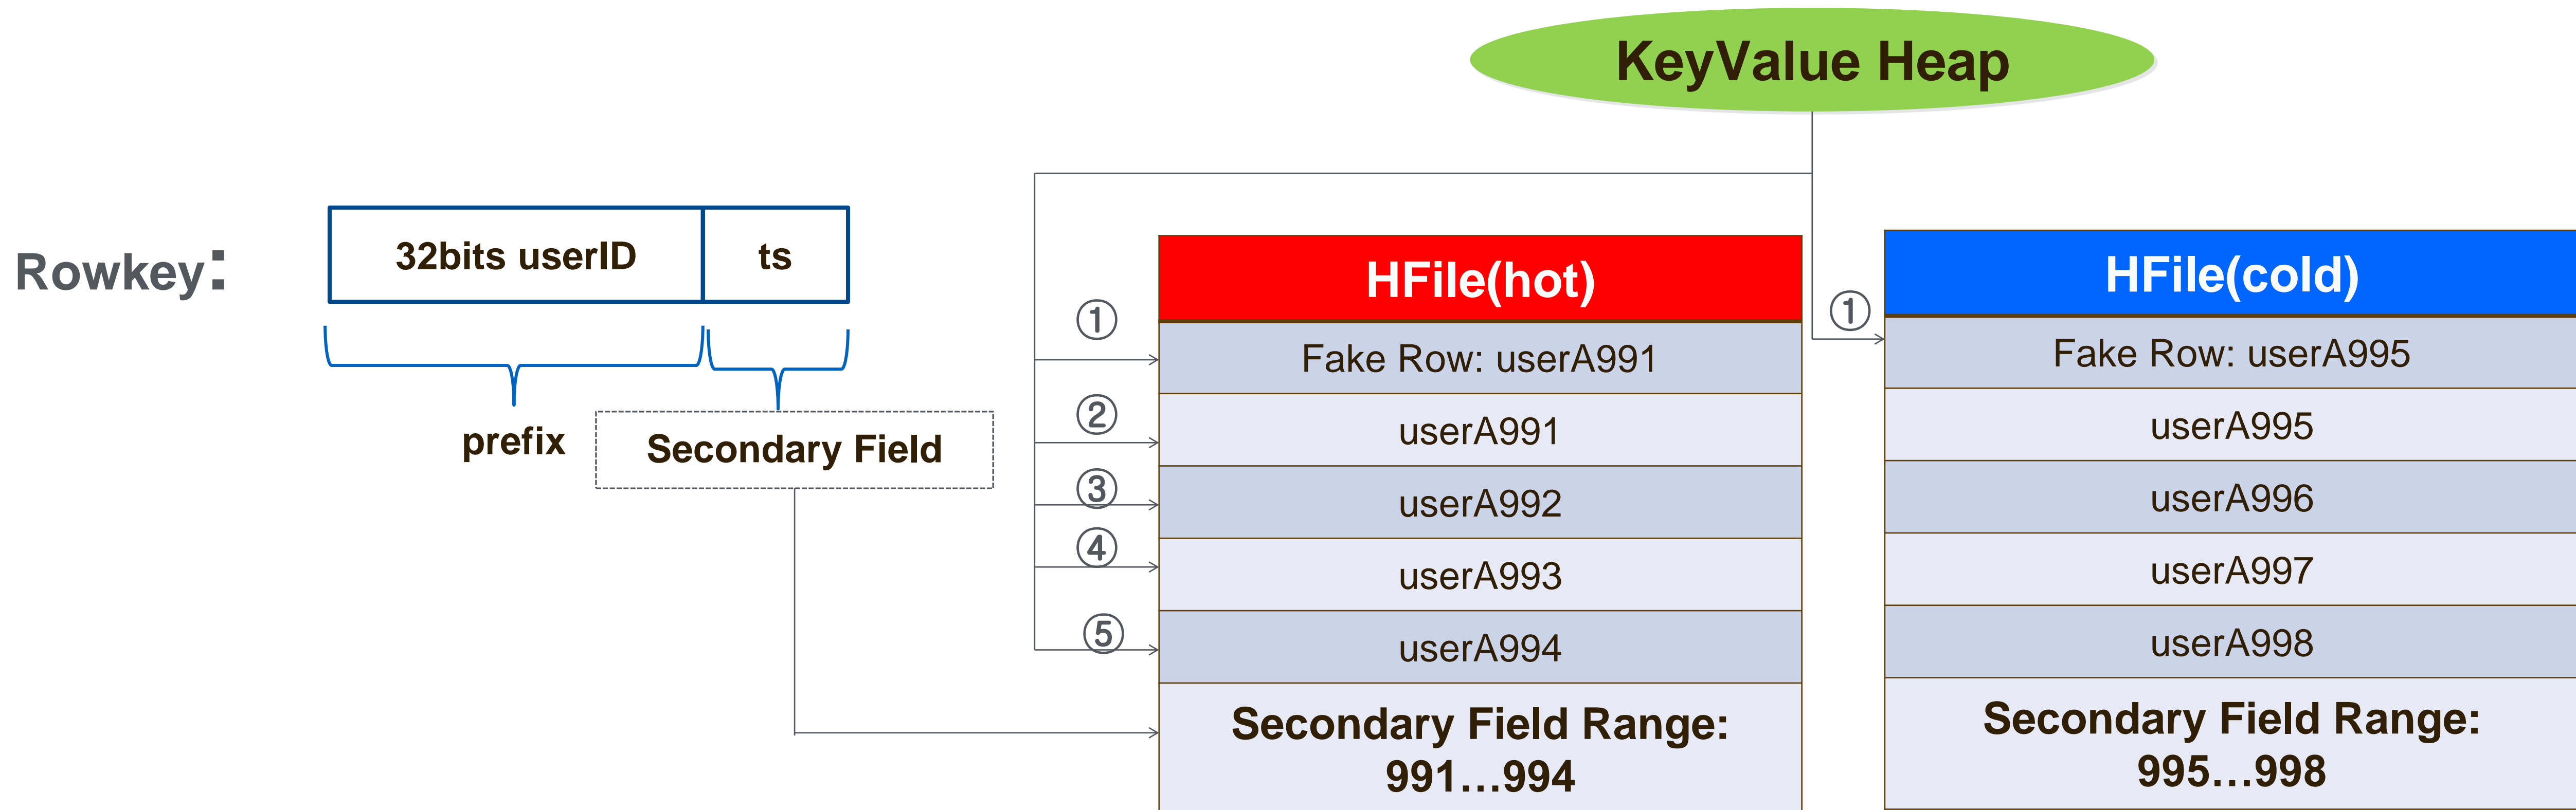 KeyValue Heap
Rowkey:
32bits userID
ts
prefix
Secondary Field
①
②
③
④
⑤
HFile(hot)
Fake Row: userA991
userA991
userA992
userA993
userA994
Secondary Field Range:
991...994
①
HFile(cold)
Fake Row: userA995
userA995
userA996
userA997
userA998
Secondary Field Range:
995...998